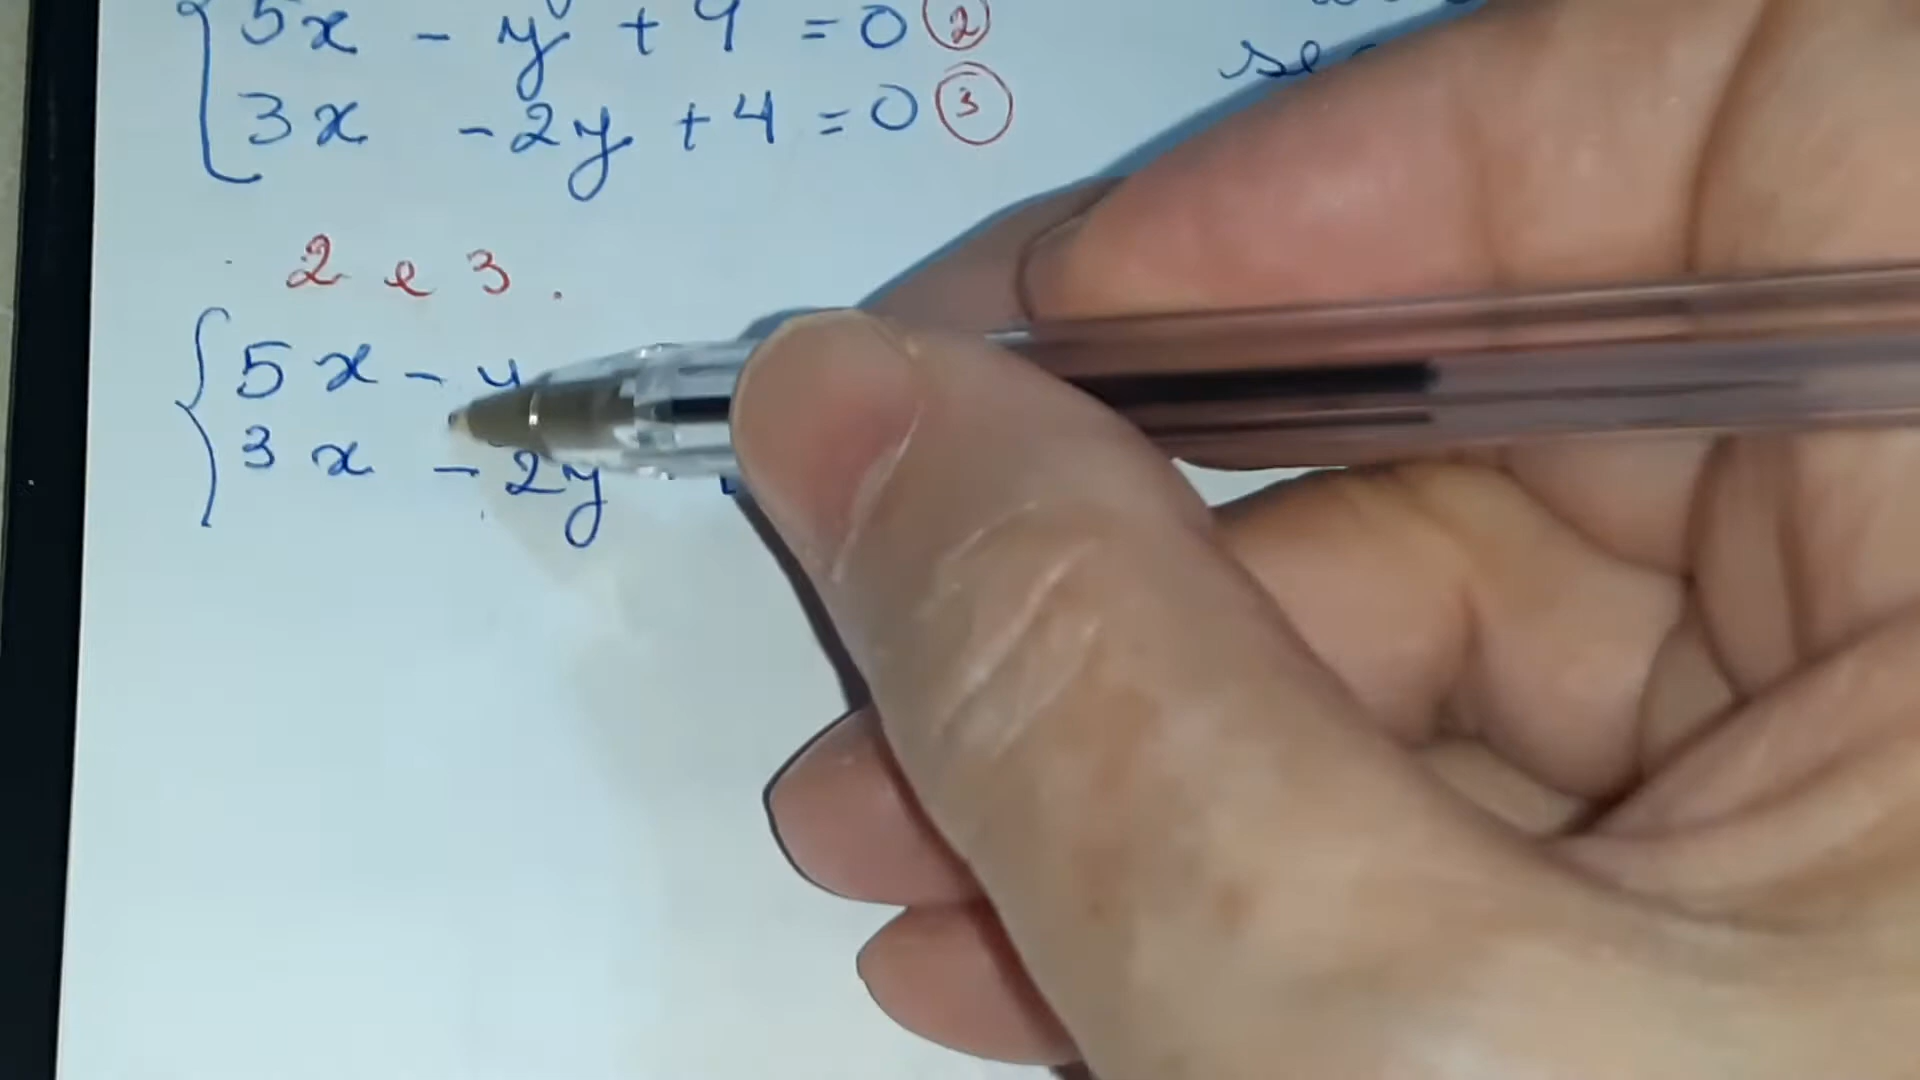 5x - y + 9 = 0 ②
3x - 2y + 4 = 0 ③
2 e 3.
5x - y
3x - 2y